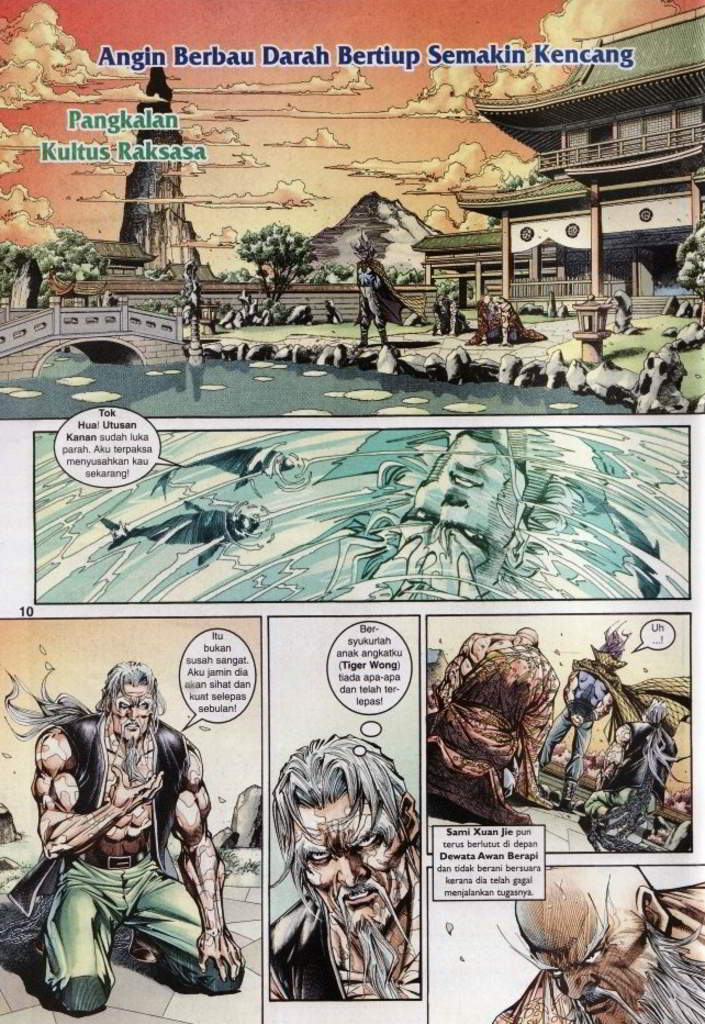 Angin Berbau Darah Bertiup Semakin Kencang
Pangkalan
Kultus Raksasa
Tok
Hua! Utusan
Kanan sudah luka
parah. Aku terpaksa
menyusahkan kau
sekarang!
10
Itu
bukan
susah sangat.
Aku jamin dia
akan sihat dan
kuat selepas
sebulan!
Ber-
syukurlah
anak angkatku
(Tiger Wong)
tiada apa-apa
dan telah ter-
lepas!
Uh
...!
Sami Xuan Jie pun
terus berlutut di depan
Dewata Awan Berapi
dan tidak berani bersuara
kerana dia telah gagal
menjalankan tugasnya.